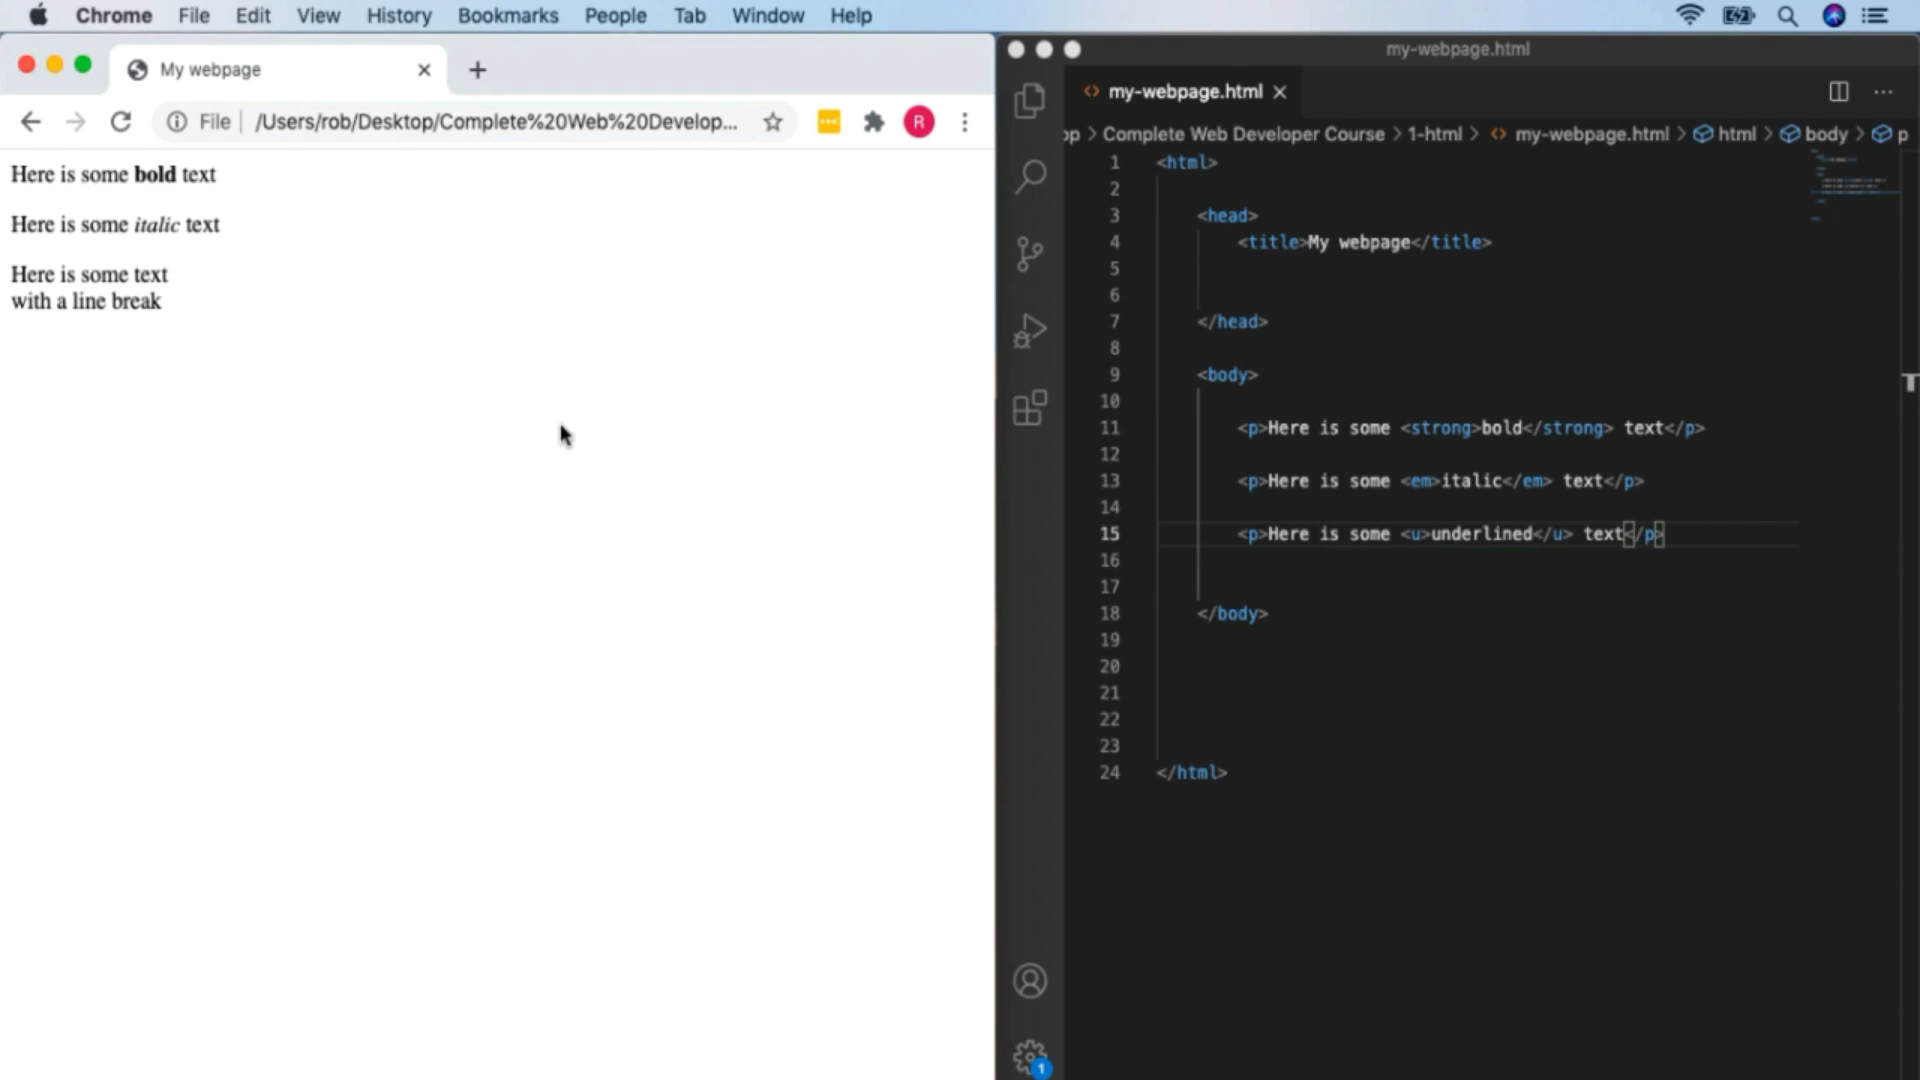 Chrome File Edit View History Bookmarks People Tab Window Help
My webpage
File /Users/rob/Desktop/Complete%20Web%20Develop...
R
Here is some bold text
Here is some italic text
Here is some text
with a line break
my-webpage.html
my-webpage.html
op > Complete Web Developer Course > 1-html > my-webpage.html > html > body > p
1 <html>
2
3 <head>
4 <title>My webpage</title>
5
6
7 </head>
8
9 <body>
10
11 <p>Here is some <strong>bold</strong> text</p>
12
13 <p>Here is some <em>italic</em> text</p>
14
15 <p>Here is some <u>underlined</u> text</p>
16
17
18 </body>
19
20
21
22
23
24 </html>
1